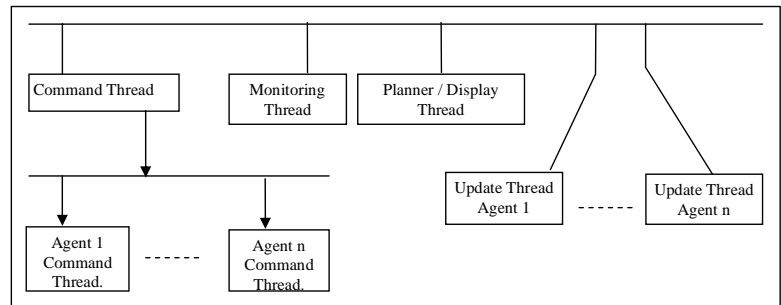 Command Thread
Monitoring
Thread
Planner / Display
Thread
Update Thread
Agent 1
Update Thread
Agent n
Agent 1
Command
Thread.
Agent n
Command
Thread.